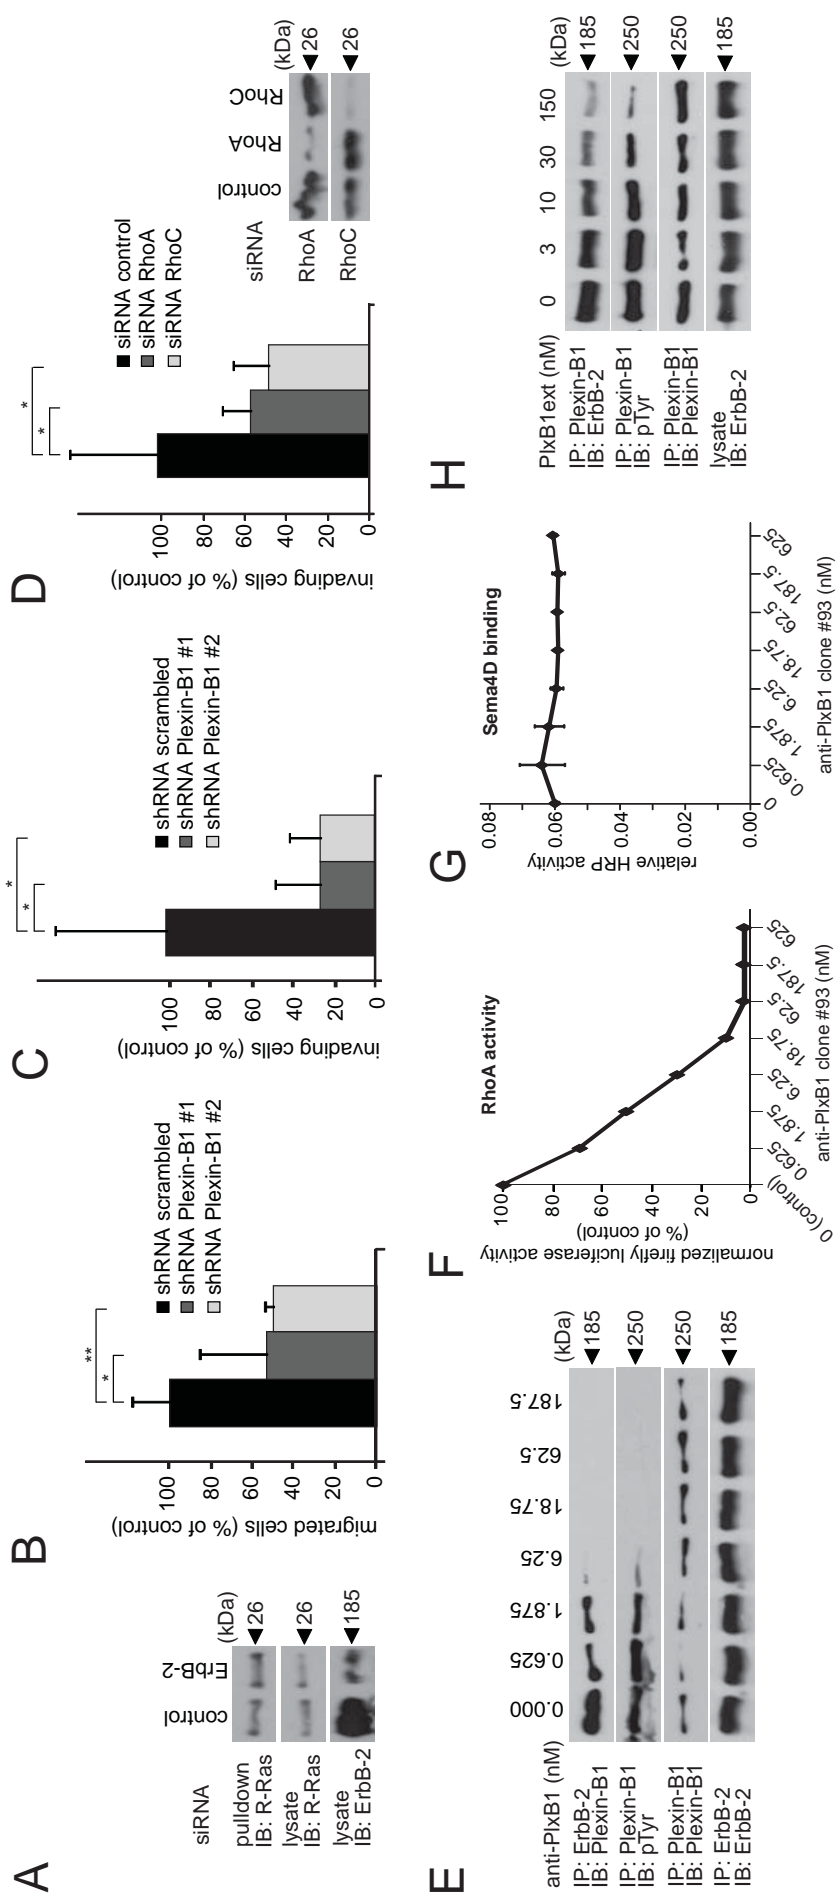 A
siRNA
control
ErbB-2
(kDa)
pulldown
IB: R-Ras
26
lysate
IB: R-Ras
26
lysate
IB: ErbB-2
185
B
migrated cells (% of control)
100
80
60
40
20
0
*
**
shRNA scrambled
shRNA Plexin-B1 #1
shRNA Plexin-B1 #2
C
invading cells (% of control)
100
80
60
40
20
0
*
*
shRNA scrambled
shRNA Plexin-B1 #1
shRNA Plexin-B1 #2
D
invading cells (% of control)
100
80
60
40
20
0
*
*
siRNA control
siRNA RhoA
siRNA RhoC
siRNA
control
RhoA
RhoC
(kDa)
RhoA
26
RhoC
26
E
anti-PlxB1 (nM)
0.000
0.625
1.875
6.25
18.75
62.5
187.5
(kDa)
IP: ErbB-2
IB: Plexin-B1
185
IP: Plexin-B1
IB: pTyr
250
IP: Plexin-B1
IB: Plexin-B1
250
IP: ErbB-2
IB: ErbB-2
185
F
RhoA activity
normalized firefly luciferase activity
(% of control)
100
80
60
40
20
0
0 (control)
0.625
1.875
6.25
18.75
62.5
187.5
625
anti-PlxB1 clone #93 (nM)
G
Sema4D binding
relative HRP activity
0.08
0.06
0.04
0.02
0.00
0
0.625
1.875
6.25
18.75
62.5
187.5
625
anti-PlxB1 clone #93 (nM)
H
PlxB1ext (nM)
0
3
10
30
150
(kDa)
IP: Plexin-B1
IB: ErbB-2
185
IP: Plexin-B1
IB: pTyr
250
IP: Plexin-B1
IB: Plexin-B1
250
lysate
IB: ErbB-2
185